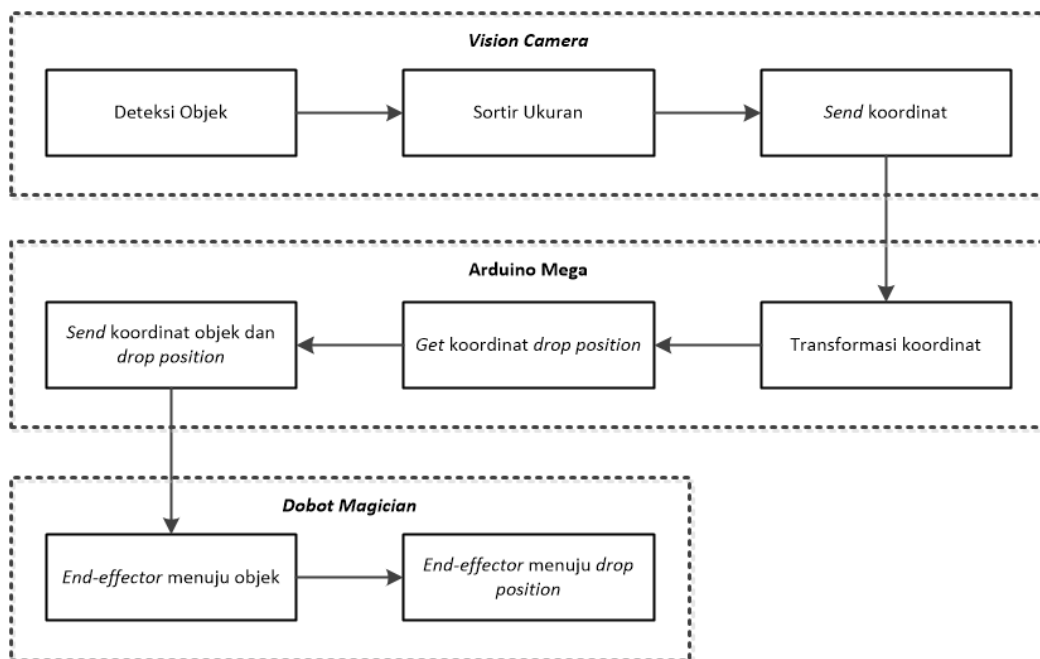 Vision Camera
Deteksi Objek
Sortir Ukuran
Send koordinat
Arduino Mega
Send koordinat objek dan
drop position
Get koordinat drop position
Transformasi koordinat
Dobot Magician
End-effector menuju objek
End-effector menuju drop
position